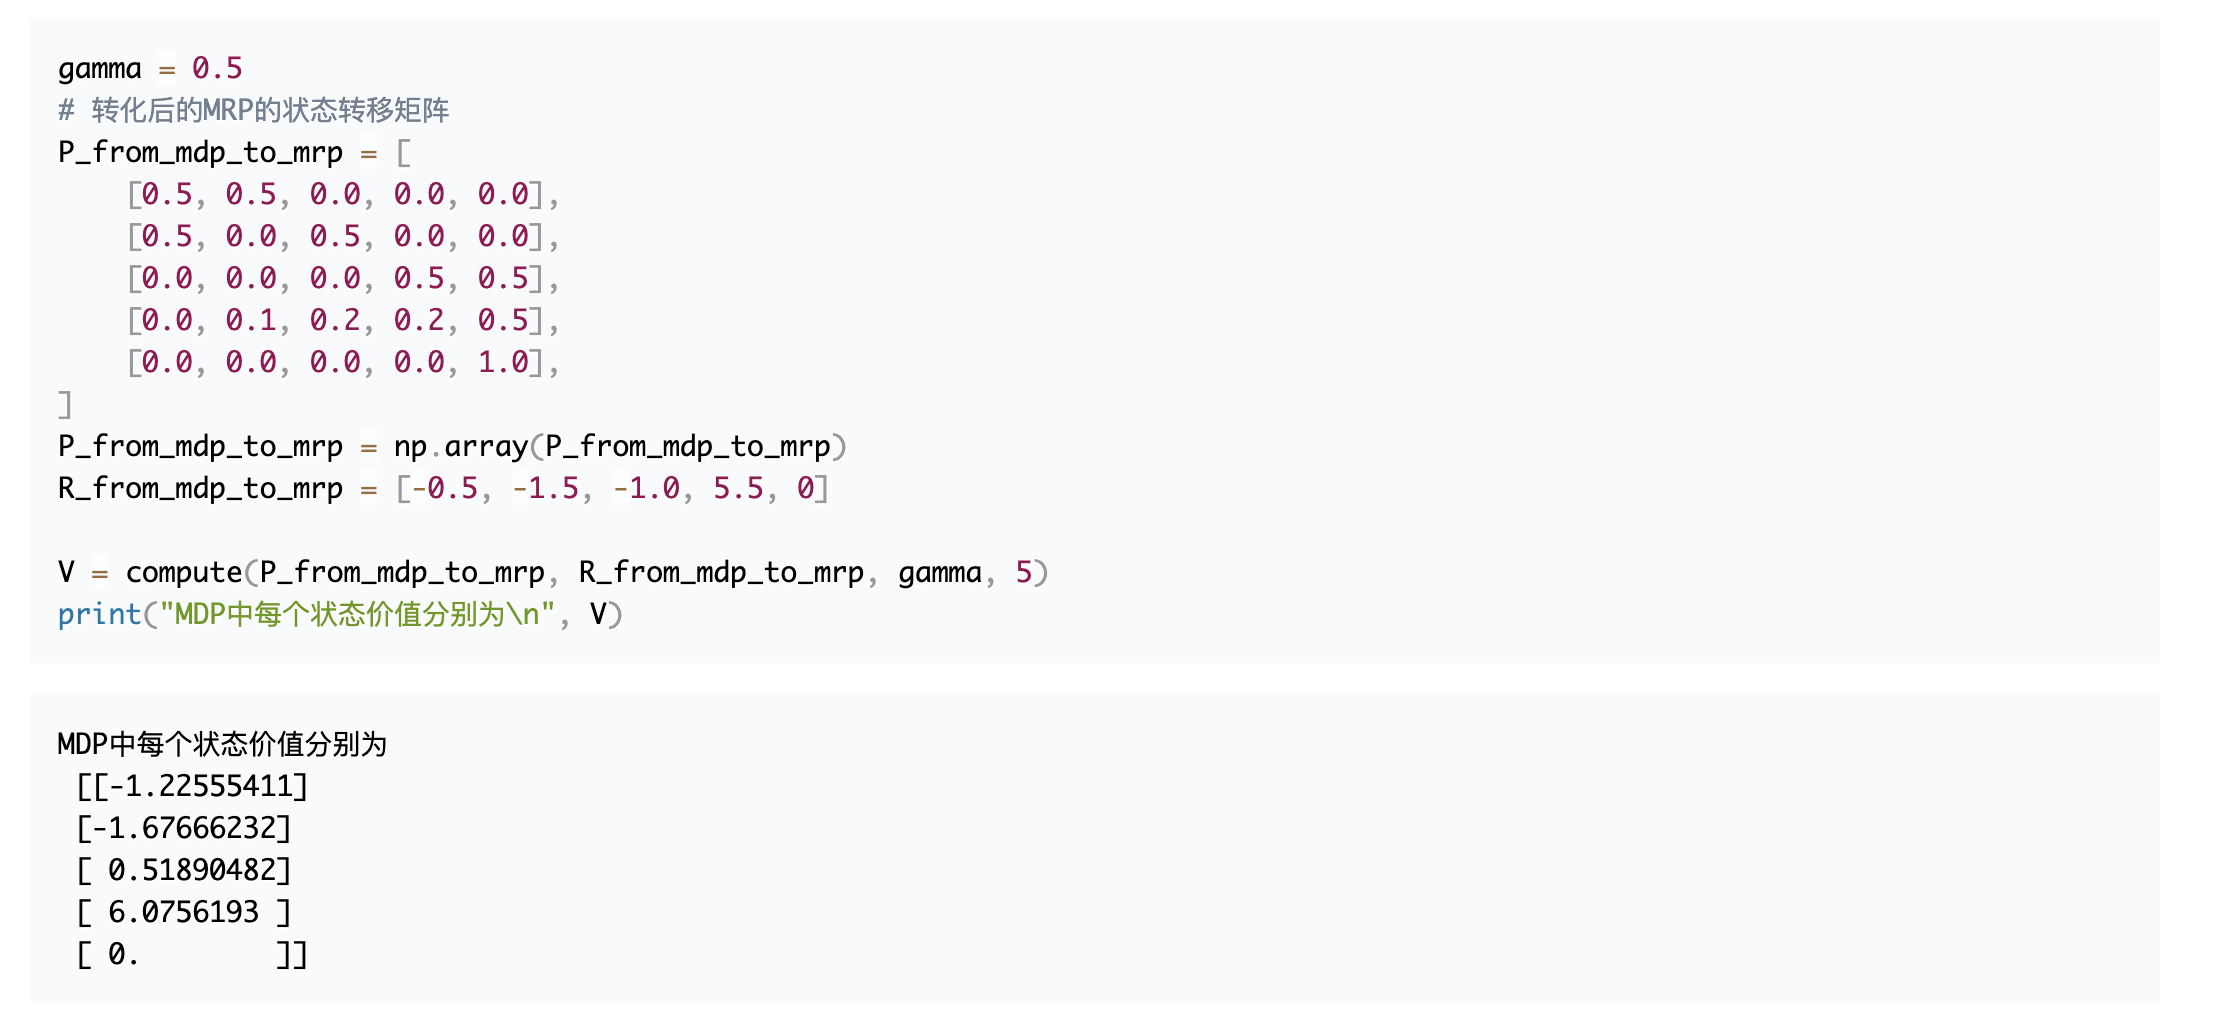 gamma = 0.5
# 转化后的MRP的状态转移矩阵
P_from_mdp_to_mrp = [
    [0.5, 0.5, 0.0, 0.0, 0.0],
    [0.5, 0.0, 0.5, 0.0, 0.0],
    [0.0, 0.0, 0.0, 0.5, 0.5],
    [0.0, 0.1, 0.2, 0.2, 0.5],
    [0.0, 0.0, 0.0, 0.0, 1.0],
]
P_from_mdp_to_mrp = np.array(P_from_mdp_to_mrp)
R_from_mdp_to_mrp = [-0.5, -1.5, -1.0, 5.5, 0]

V = compute(P_from_mdp_to_mrp, R_from_mdp_to_mrp, gamma, 5)
print("MDP中每个状态价值分别为\n", V)

MDP中每个状态价值分别为
 [[-1.22555411]
 [-1.67666232]
 [ 0.51890482]
 [ 6.0756193 ]
 [ 0.        ]]